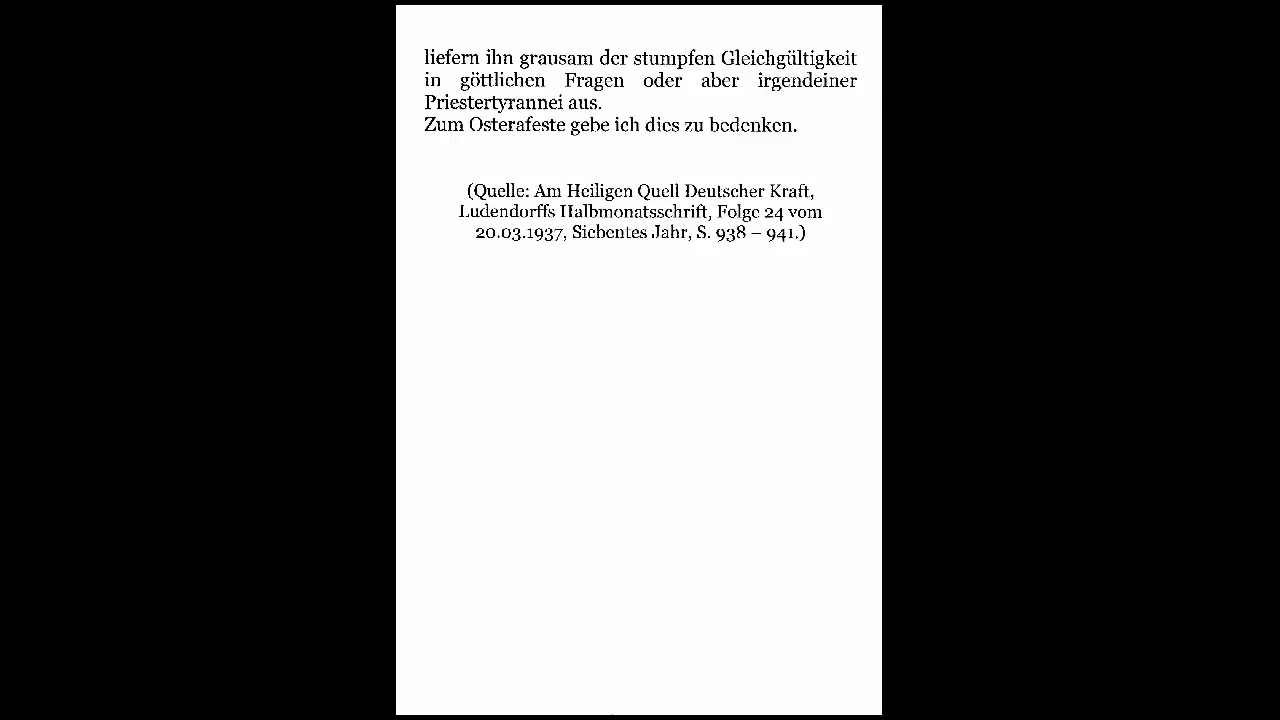 liefern ihn grausam der stumpfen Gleichgültigkeit
in göttlichen Fragen oder aber irgendeiner
Priestertyrannei aus.
Zum Osterafeste gebe ich dies zu bedenken.
(Quelle: Am Heiligen Quell Deutscher Kraft,
Ludendorffs Halbmonatsschrift, Folge 24 vom
20.03.1937, Siebentes Jahr, S. 938 – 941.)